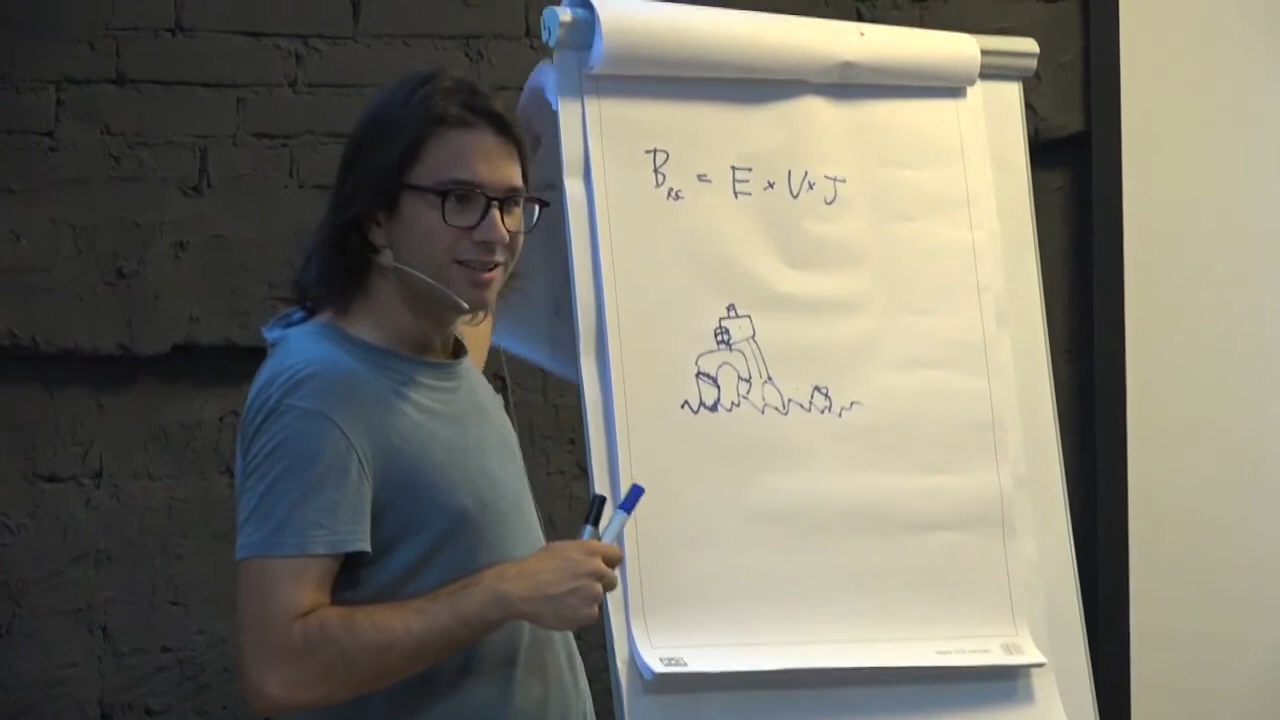 B_RS = E × V × J